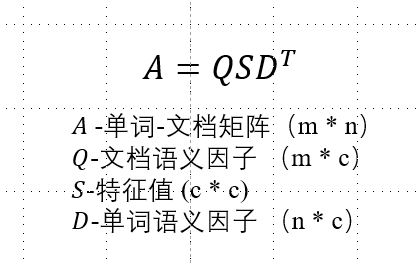 A = QSD^T
A -单词-文档矩阵（m * n）
Q-文档语义因子 （m * c）
S-特征值 (c * c)
D-单词语义因子 （n * c）